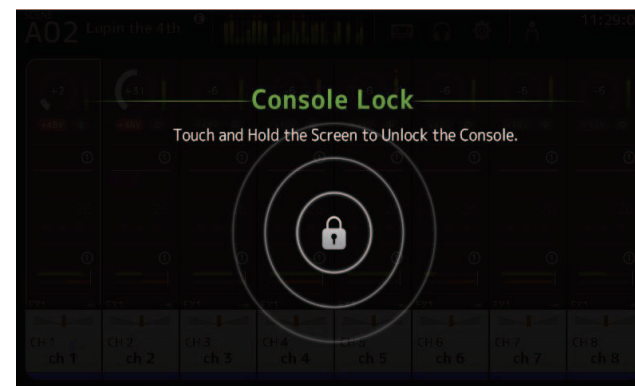 A02 Lupin the 4th
11:29:
Console Lock
Touch and Hold the Screen to Unlock the Console.
CH 1 CH 2 CH 3 CH 4 CH 5 CH 6 CH 7 CH 8
ch 1 ch 2 ch 3 ch 4 ch 5 ch 6 ch 7 ch 8